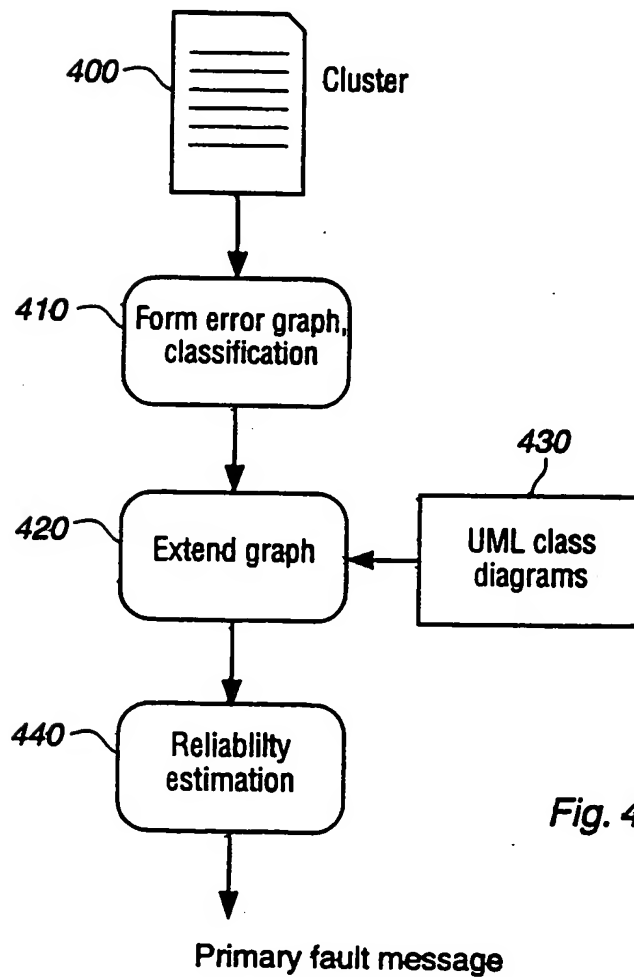 400
Cluster
410
Form error graph,
classification
430
420
Extend graph
UML class
diagrams
440
Reliablilty
estimation
Fig. 4
Primary fault message